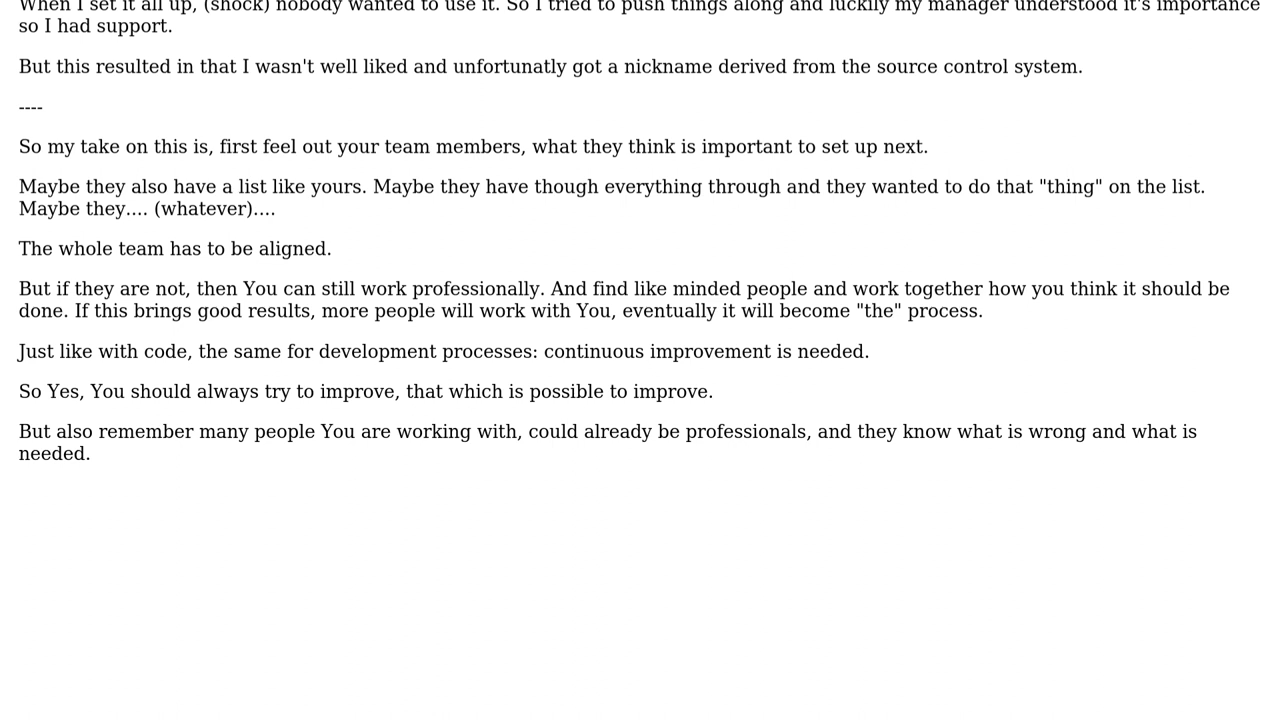 When I set it all up, (shock) nobody wanted to use it. So I tried to push things along and luckily my manager understood it's importance
so I had support.
But this resulted in that I wasn't well liked and unfortunatly got a nickname derived from the source control system.
----
So my take on this is, first feel out your team members, what they think is important to set up next.
Maybe they also have a list like yours. Maybe they have though everything through and they wanted to do that "thing" on the list.
Maybe they.... (whatever)....
The whole team has to be aligned.
But if they are not, then You can still work professionally. And find like minded people and work together how you think it should be
done. If this brings good results, more people will work with You, eventually it will become "the" process.
Just like with code, the same for development processes: continuous improvement is needed.
So Yes, You should always try to improve, that which is possible to improve.
But also remember many people You are working with, could already be professionals, and they know what is wrong and what is
needed.